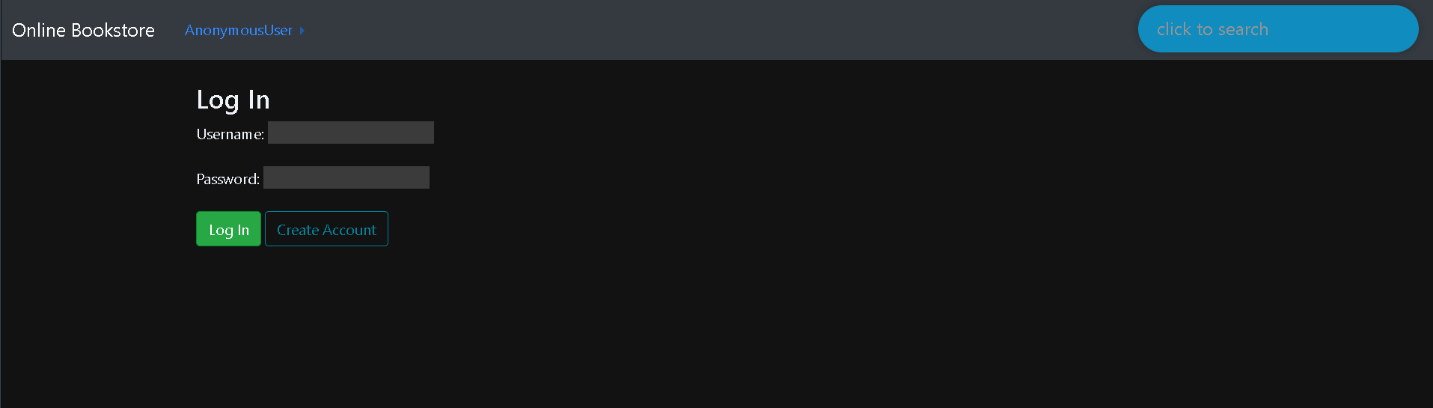 Online Bookstore AnonymousUser click to search
Log In
Username:
Password:
Log In Create Account